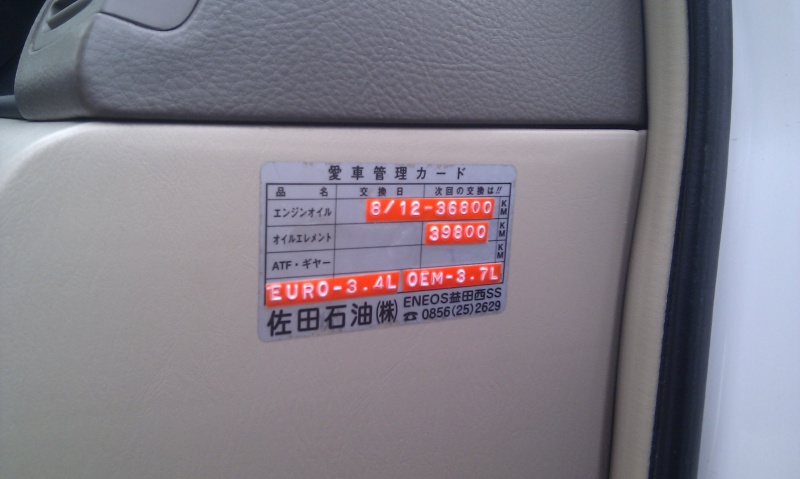 愛車管理カード
品名 交換日 次回の交換は!!
エンジンオイル 8/12-36800 KM
オイルエレメント 39800 KM
ATF・ギヤー KM
EURO-3.4L OEM-3.7L
佐田石油(株) ENEOS益田西SS
☎ 0856(25)2629